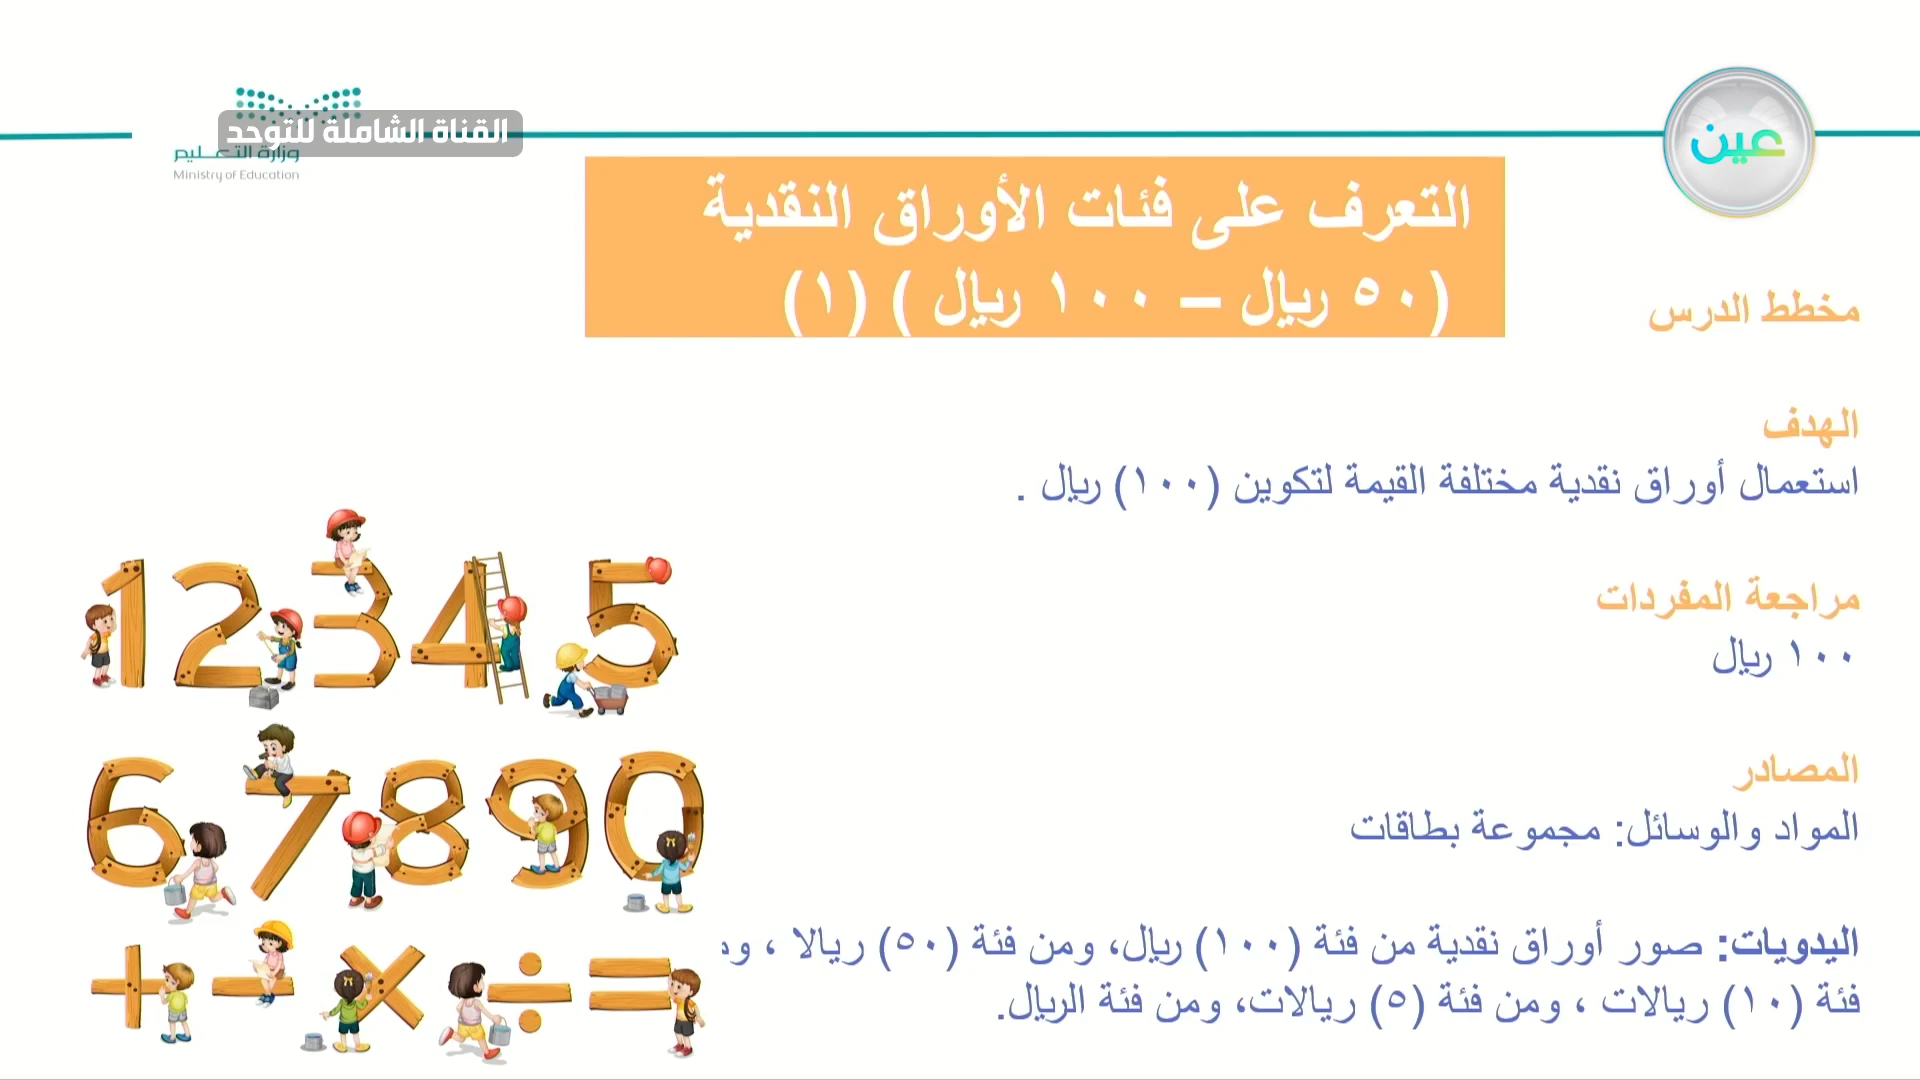 القناة الشاملة للتوحد
وزارة التعليم
Ministry of Education
عين
التعرف على فئات الأوراق النقدية
(٥٠ ريال – ١٠٠ ريال ) (١)
مخطط الدرس
الهدف
استعمال أوراق نقدية مختلفة القيمة لتكوين (١٠٠) ريال .
مراجعة المفردات
١٠٠ ريال
المصادر
المواد والوسائل: مجموعة بطاقات
اليدويات: صور أوراق نقدية من فئة (١٠٠) ريال، ومن فئة (٥٠) ريالا ،
فئة (١٠) ريالات ، ومن فئة (٥) ريالات، ومن فئة الريال.
1 2 3 4 5
6 7 8 9 0
+ - × ÷ =